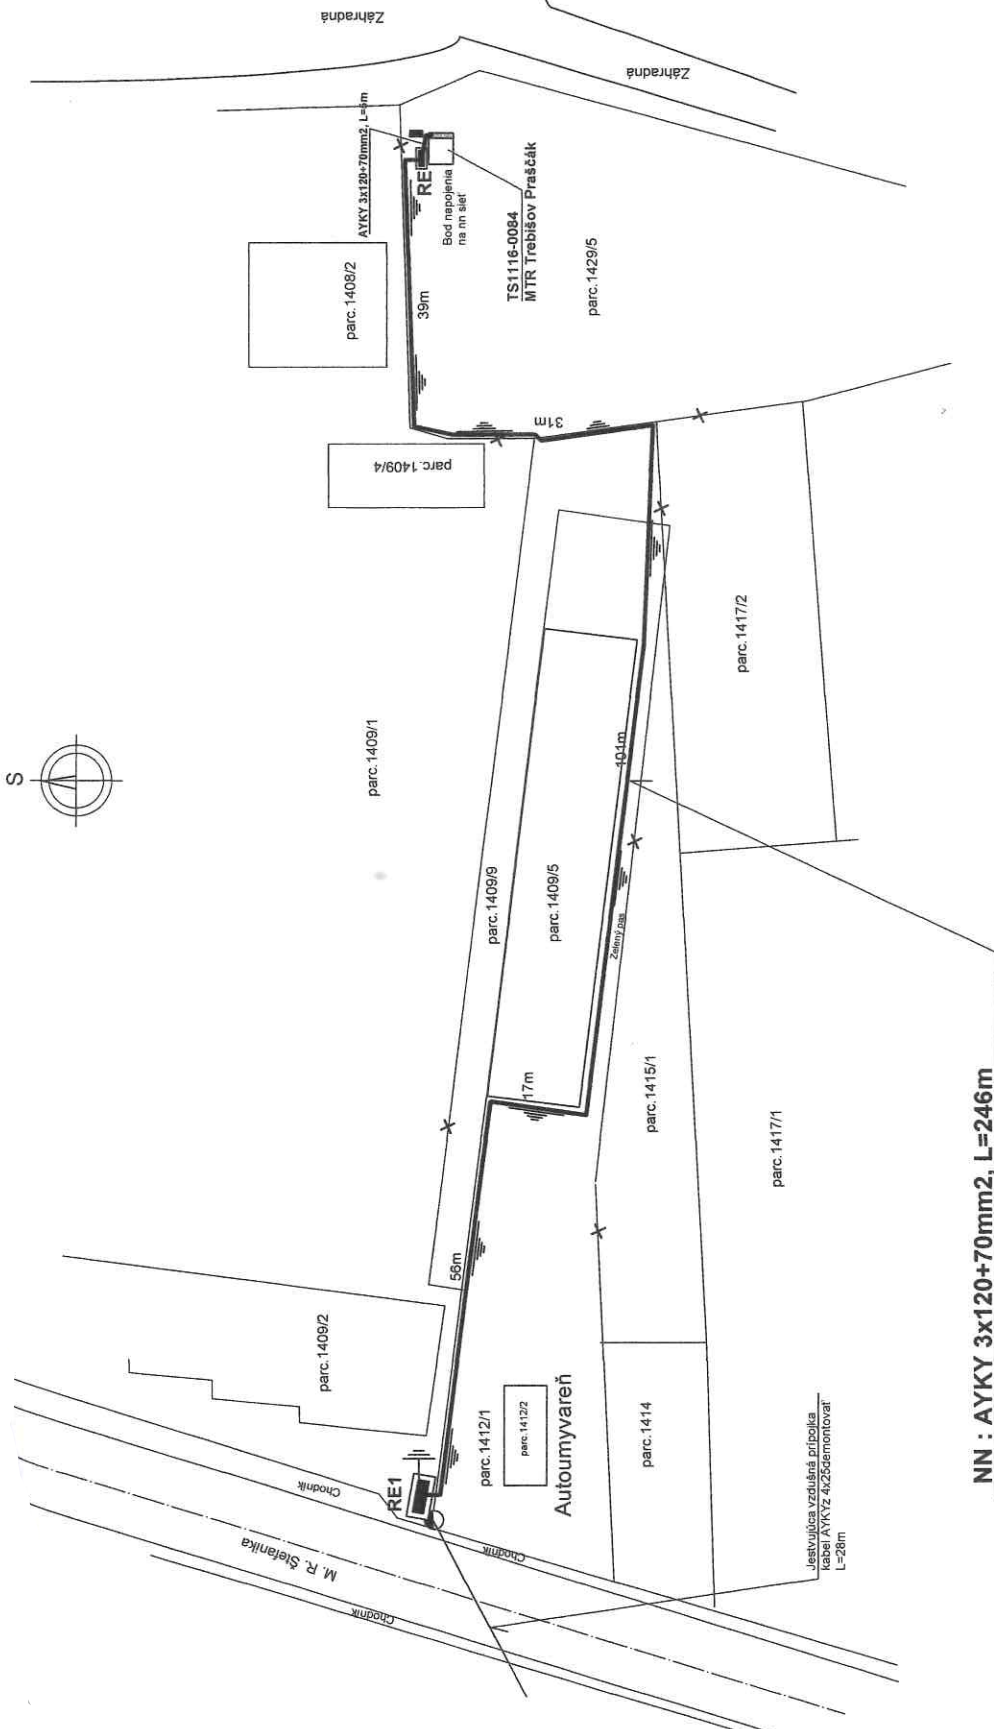 Záhradná
Záhradná
AYKY 3x120+70mm2, L=5m
RE
Bod napojenia
na nn sieť
TS1116-0084
MTR Trebišov Praščák
parc.1429/5
parc.1408/2
39m
31m
parc.1409/4
parc.1417/2
S
parc.1409/1
101m
parc.1409/9
parc.1409/5
Zelený pas
17m
parc.1415/1
parc.1417/1
56m
parc.1409/2
parc.1412/1
parc.1412/2
Autoumyvareň
parc.1414
RE1
Chodník
M. R. Štefánika
Chodník
Chodník
Jestvujúca vzdušná prípojka
kabel AYKYz 4x25demontovať
L=28m
NN : AYKY 3x120+70mm2, L=246m